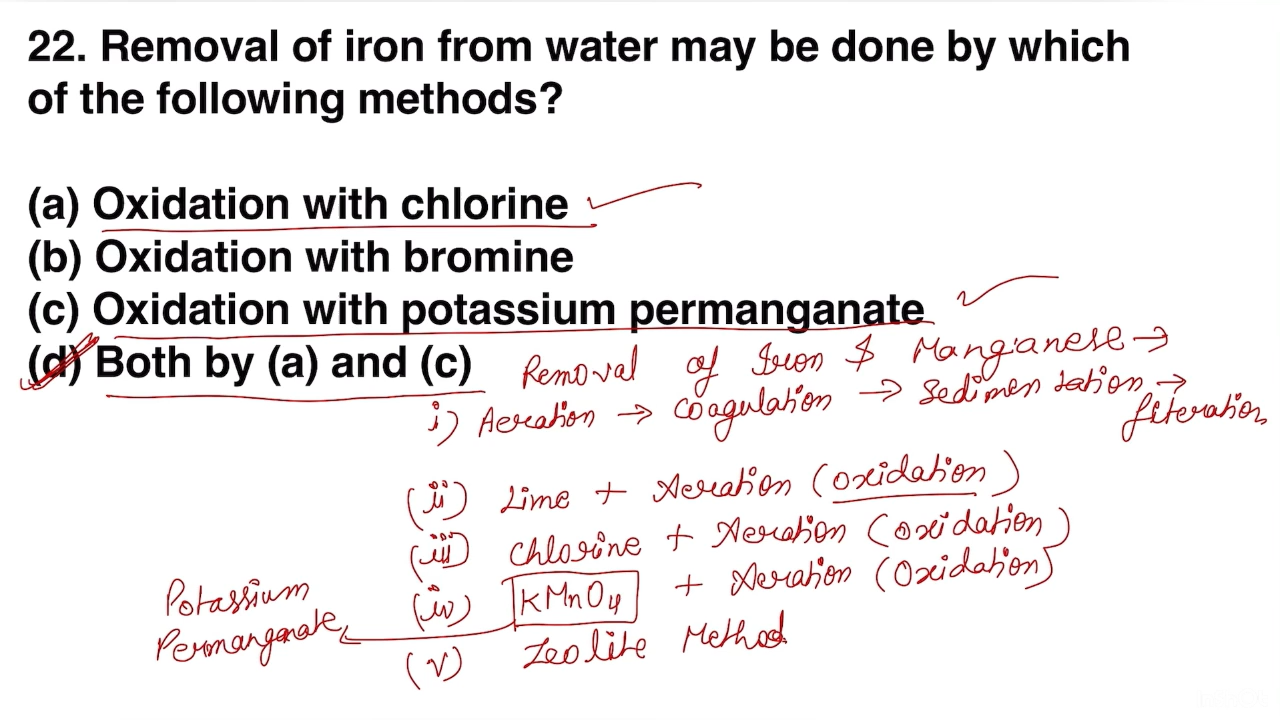 22. Removal of iron from water may be done by which
of the following methods?
(a) Oxidation with chlorine
(b) Oxidation with bromine
(c) Oxidation with potassium permanganate
(d) Both by (a) and (c)
Removal of Iron & Manganese →
i) Aeration → Coagulation → Sedimentation →
filteration
(ii) Lime + Aeration (oxidation)
(iii) Chlorine + Aeration (oxidation)
(iv) KMnO4 + Aeration (Oxidation)
Potassium
Permanganate
(v) Zeolite Method